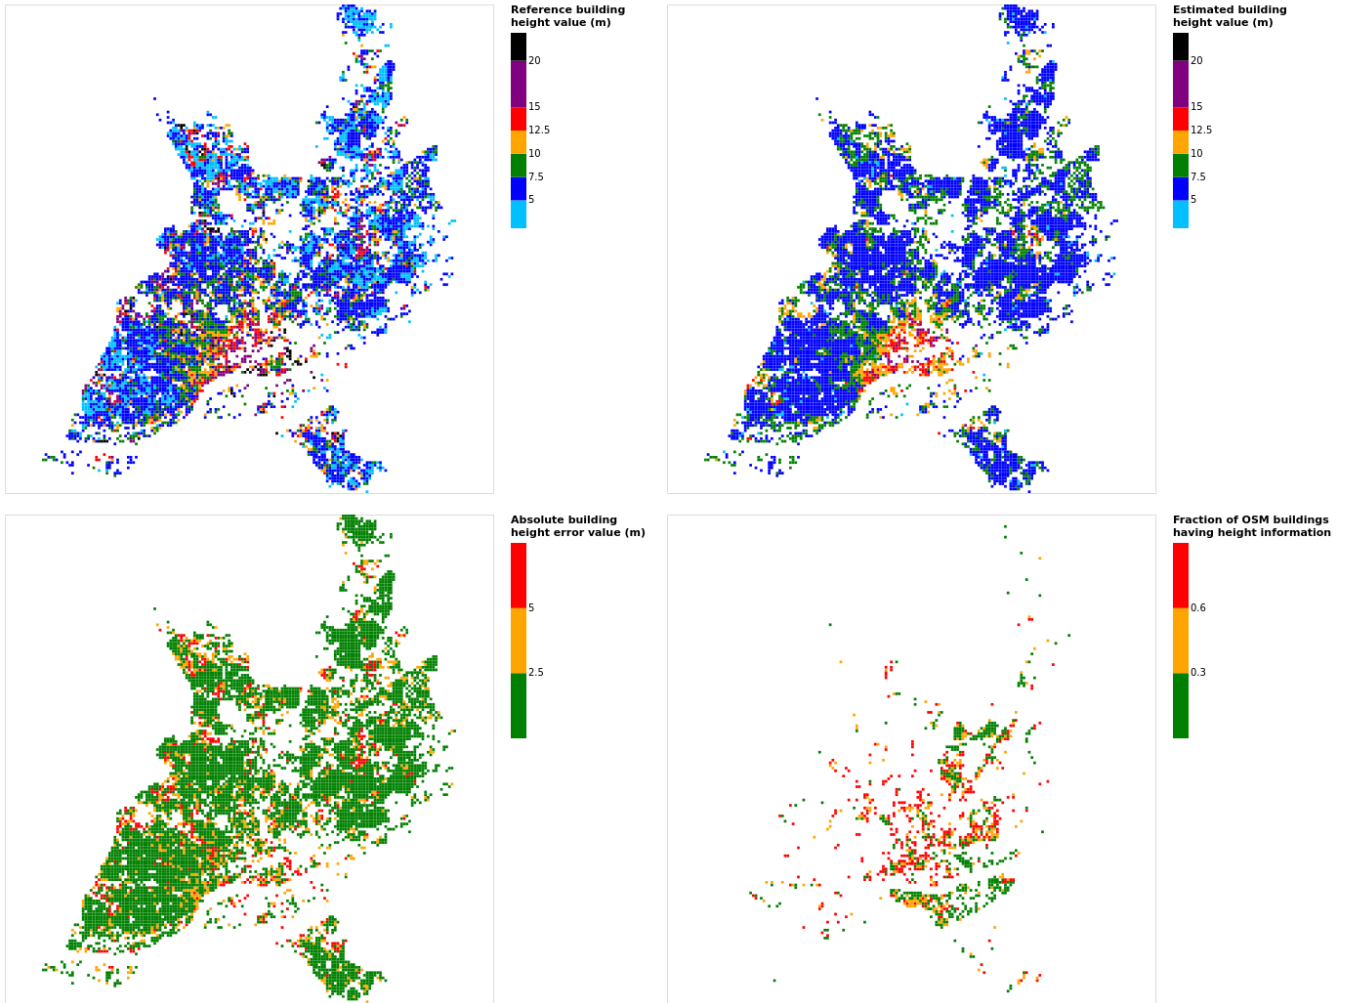 Reference building
height value (m)
20
15
12.5
10
7.5
5
Estimated building
height value (m)
20
15
12.5
10
7.5
5
Absolute building
height error value (m)
5
2.5
Fraction of OSM buildings
having height information
0.6
0.3